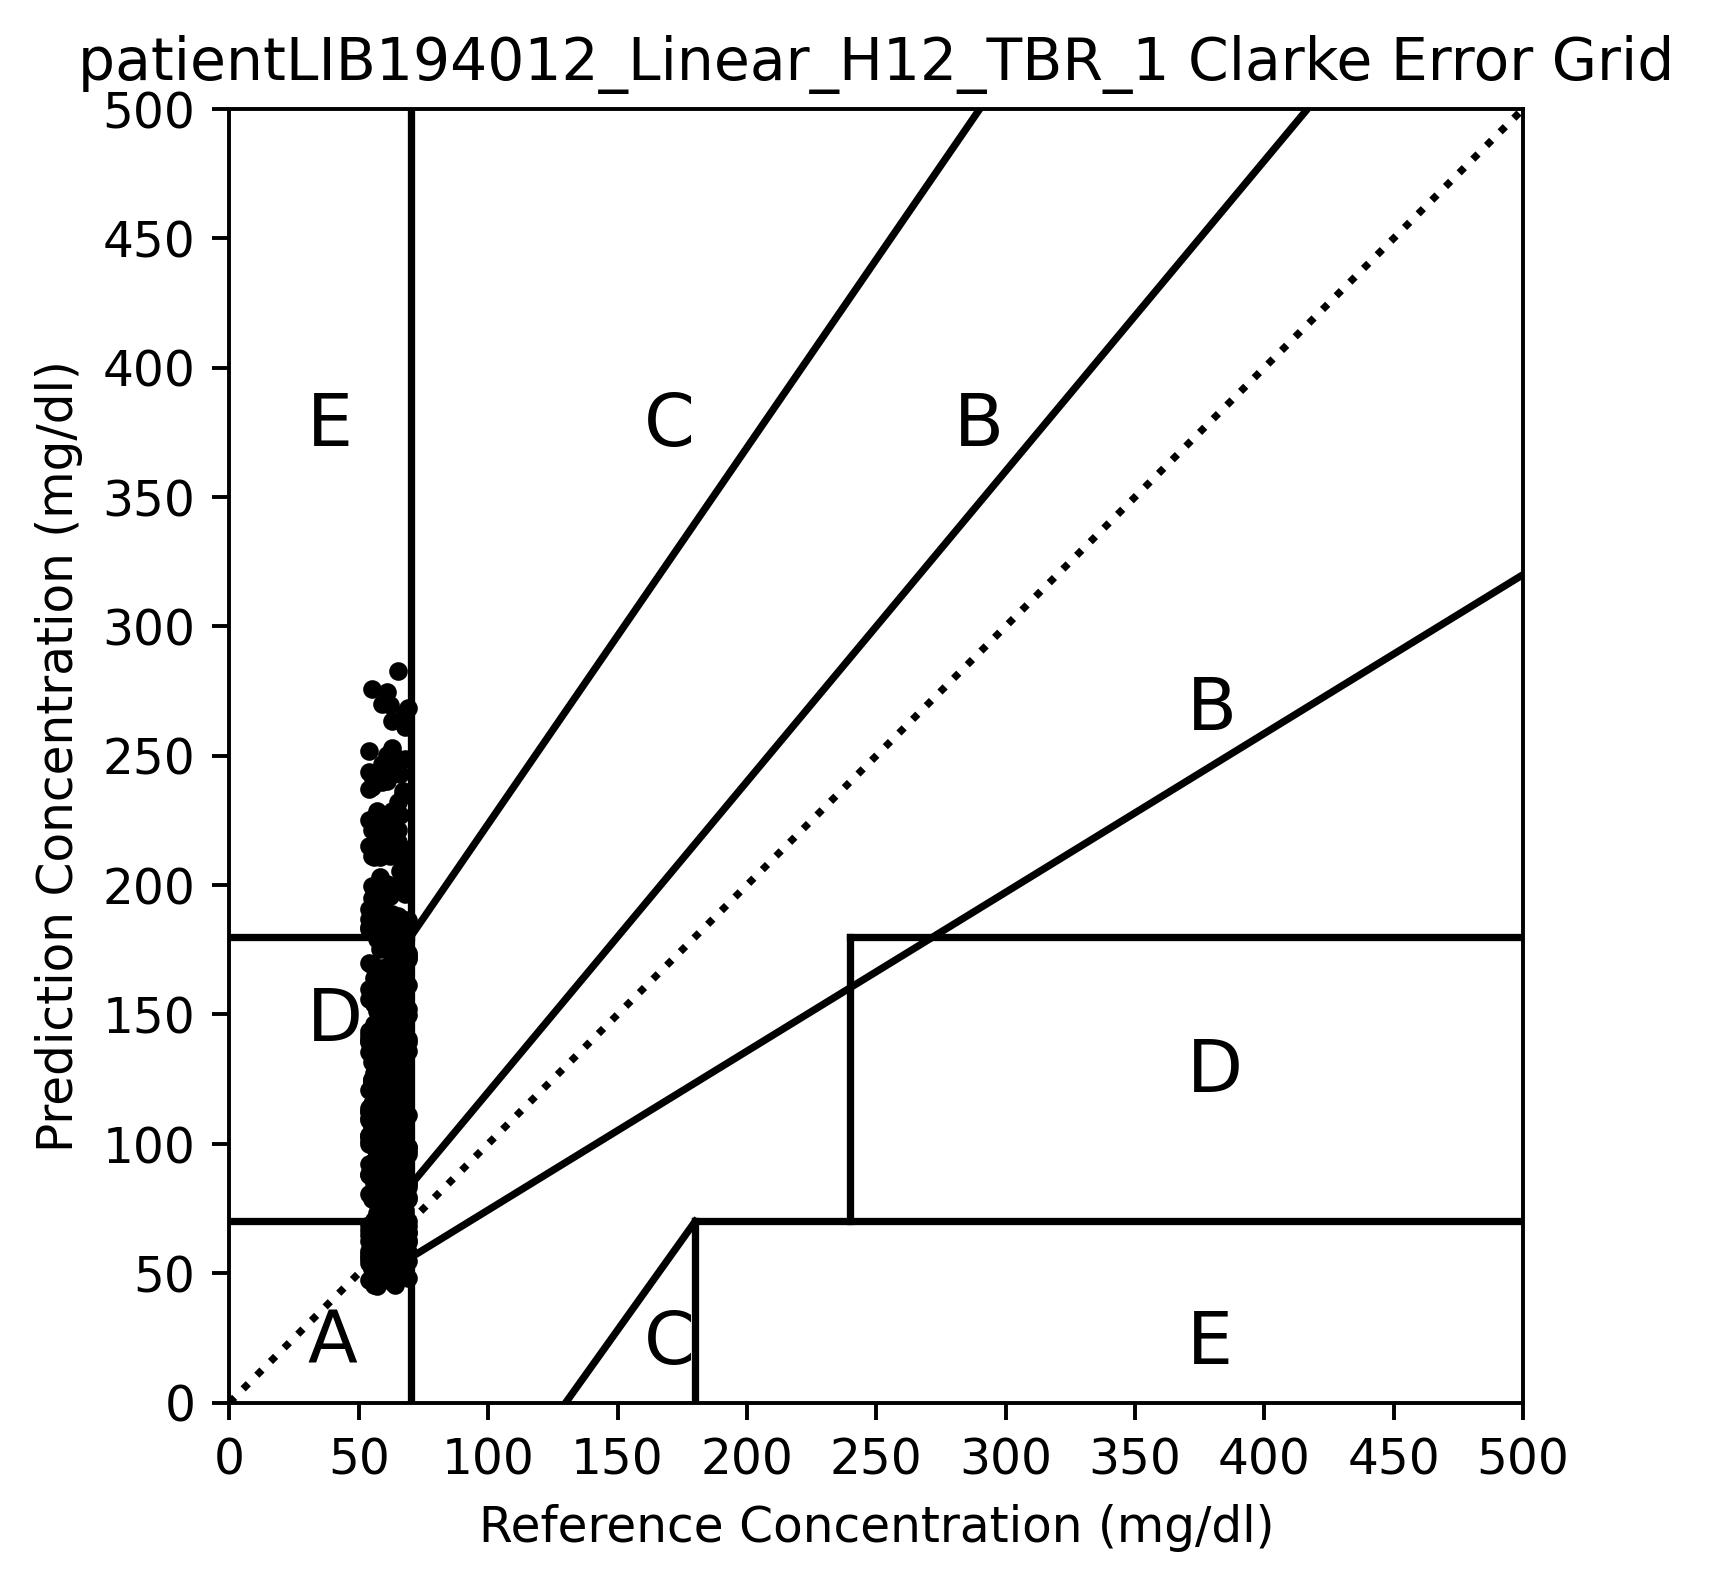 patientLIB194012_Linear_H12_TBR_1 Clarke Error Grid
500
450
400
350
300
250
200
150
100
50
0
Prediction Concentration (mg/dl)
E
C
B
B
D
D
A
C
E
0 50 100 150 200 250 300 350 400 450 500
Reference Concentration (mg/dl)